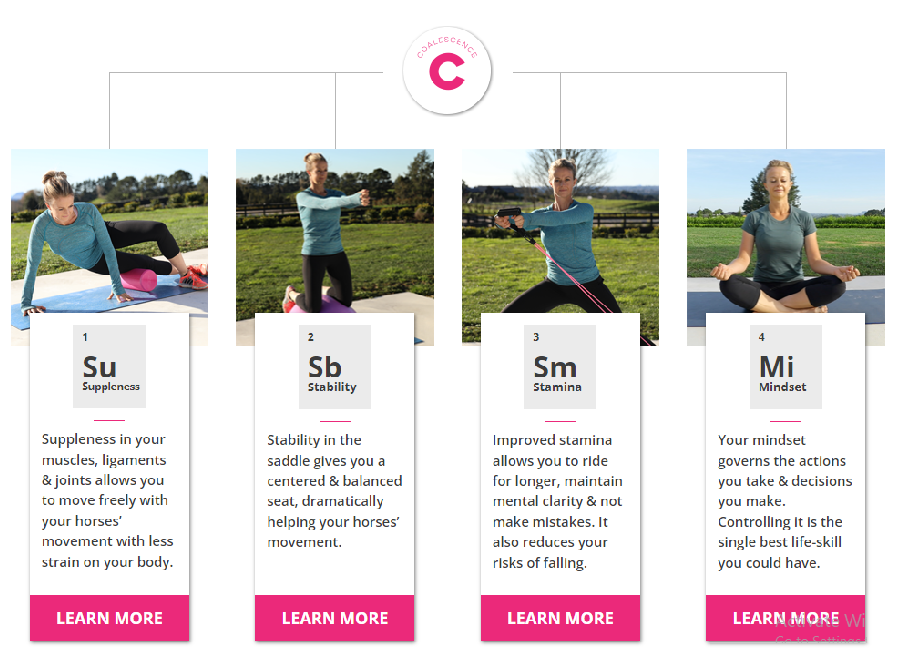 COALESCENCE
C
1
Su
Suppleness
Suppleness in your
muscles, ligaments
& joints allows you
to move freely with
your horses’
movement with less
strain on your body.
LEARN MORE
2
Sb
Stability
Stability in the
saddle gives you a
centered & balanced
seat, dramatically
helping your horses’
movement.
LEARN MORE
3
Sm
Stamina
Improved stamina
allows you to ride
for longer, maintain
mental clarity & not
make mistakes. It
also reduces your
risks of falling.
LEARN MORE
4
Mi
Mindset
Your mindset
governs the actions
you take & decisions
you make.
Controlling it is the
single best life-skill
you could have.
LEARN MORE
Activate Wi
Go to Settings